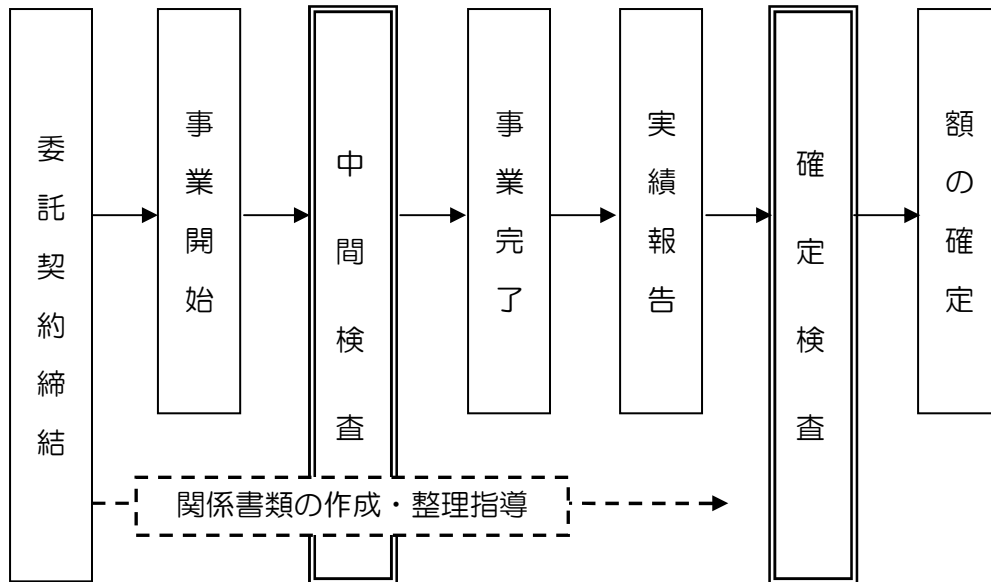 委託契約締結
事業開始
中間検査
事業完了
実績報告
確定検査
額の確定
関係書類の作成・整理指導